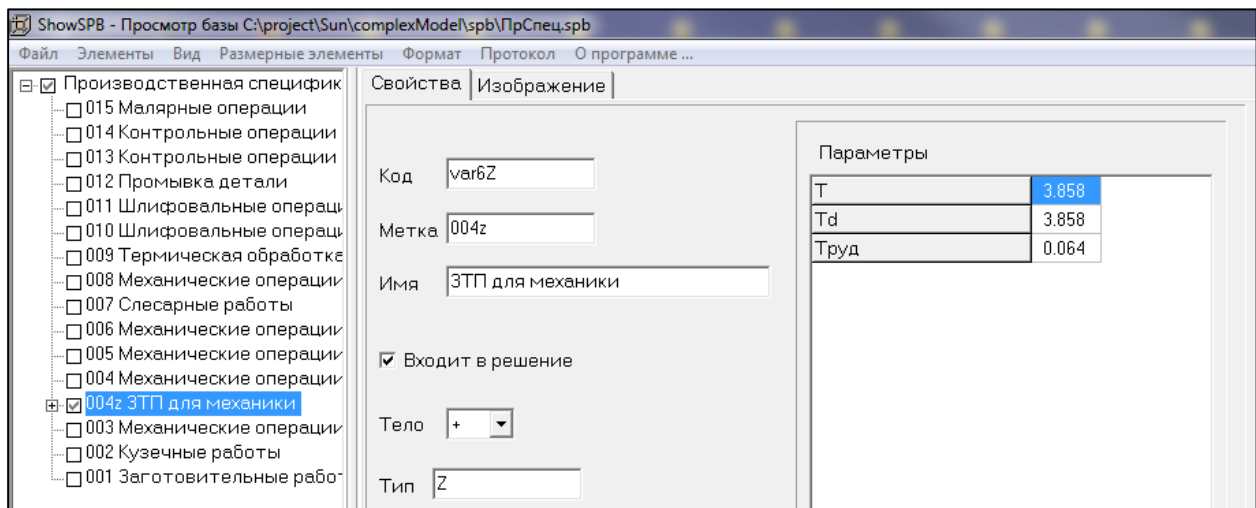 ShowSPB - Просмотр базы C:\project\Sun\complexModel\spb\ПрСпец.spb
Файл Элементы Вид Размерные элементы Формат Протокол О программе ...
Производственная специфик
015 Малярные операции
014 Контрольные операции
013 Контрольные операции
012 Промывка детали
011 Шлифовальные операци
010 Шлифовальные операци
009 Термическая обработка
008 Механические операции
007 Слесарные работы
006 Механические операции
005 Механические операции
004 Механические операции
004z ЗТП для механики
003 Механические операции
002 Кузечные работы
001 Заготовительные работ
Свойства Изображение
Код var6Z
Метка 004z
Имя ЗТП для механики
Входит в решение
Тело +
Тип Z
Параметры
T 3.858
Td 3.858
Tруд 0.064